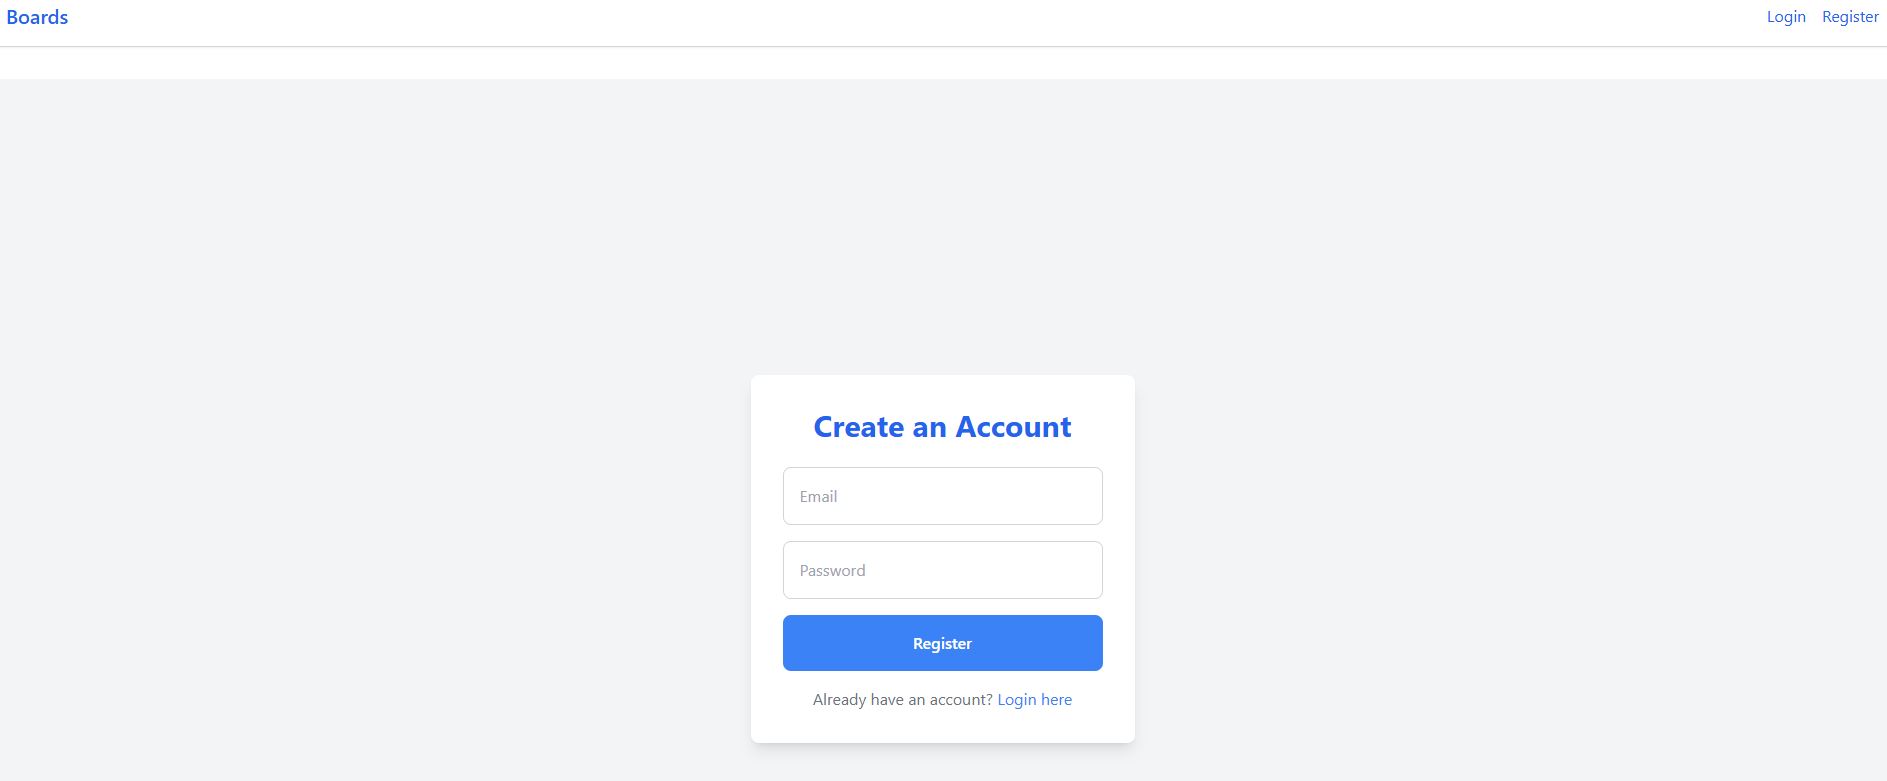 Boards
Login Register
Create an Account
Email
Password
Register
Already have an account? Login here